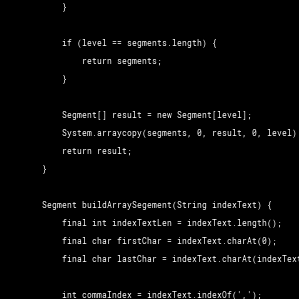 }
if (level == segments.length) {
return segments;
}
Segment[] result = new Segment[level];
System.arraycopy(segments, 0, result, 0, level)
return result;
}
Segment buildArraySegement(String indexText) {
final int indexTextLen = indexText.length();
final char firstChar = indexText.charAt(0);
final char lastChar = indexText.charAt(indexText
int commaIndex = indexText.indexOf(',');